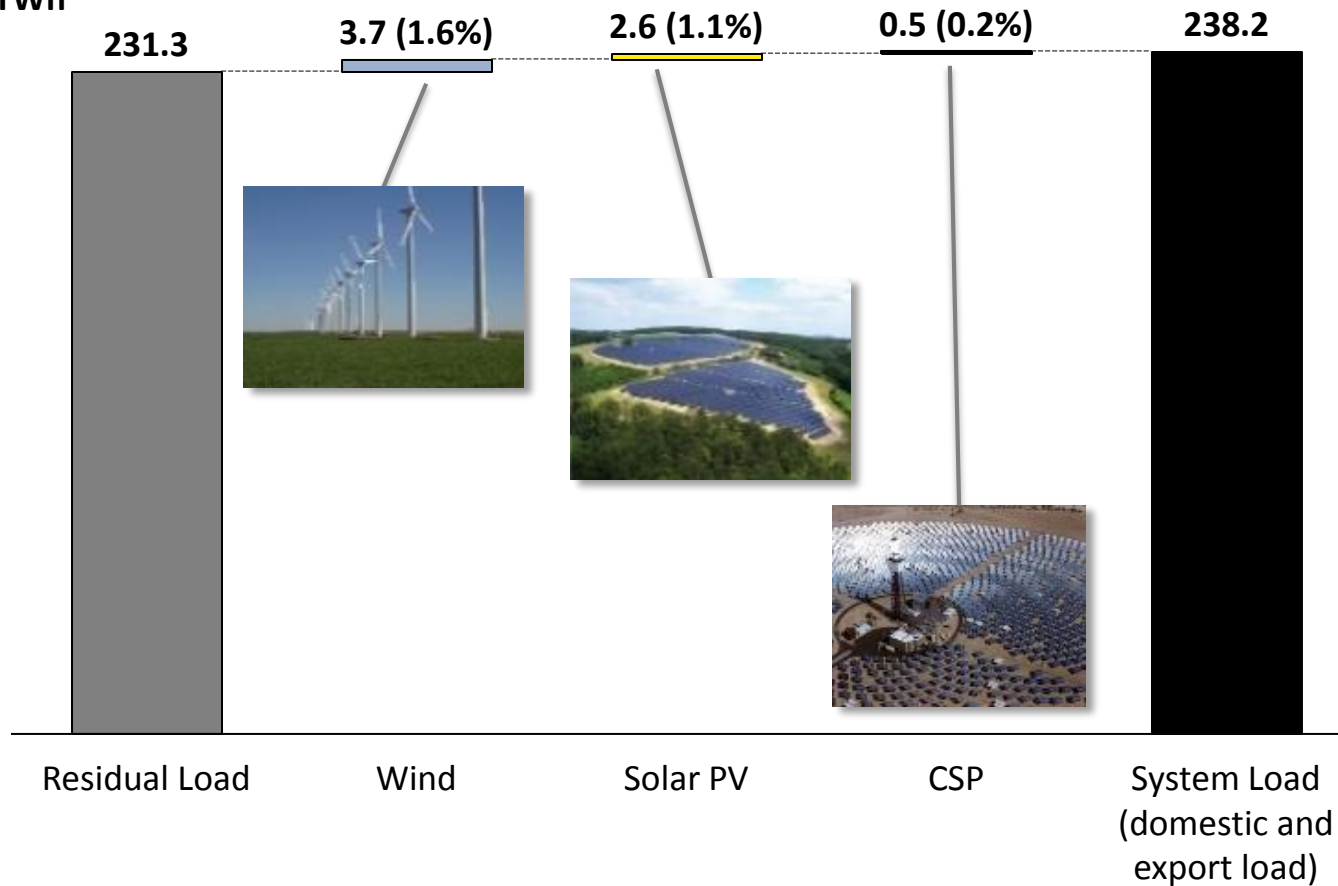 231.3
3.7 (1.6%)
2.6 (1.1%)
0.5 (0.2%)
238.2
Residual Load
Wind
Solar PV
CSP
System Load
(domestic and
export load)